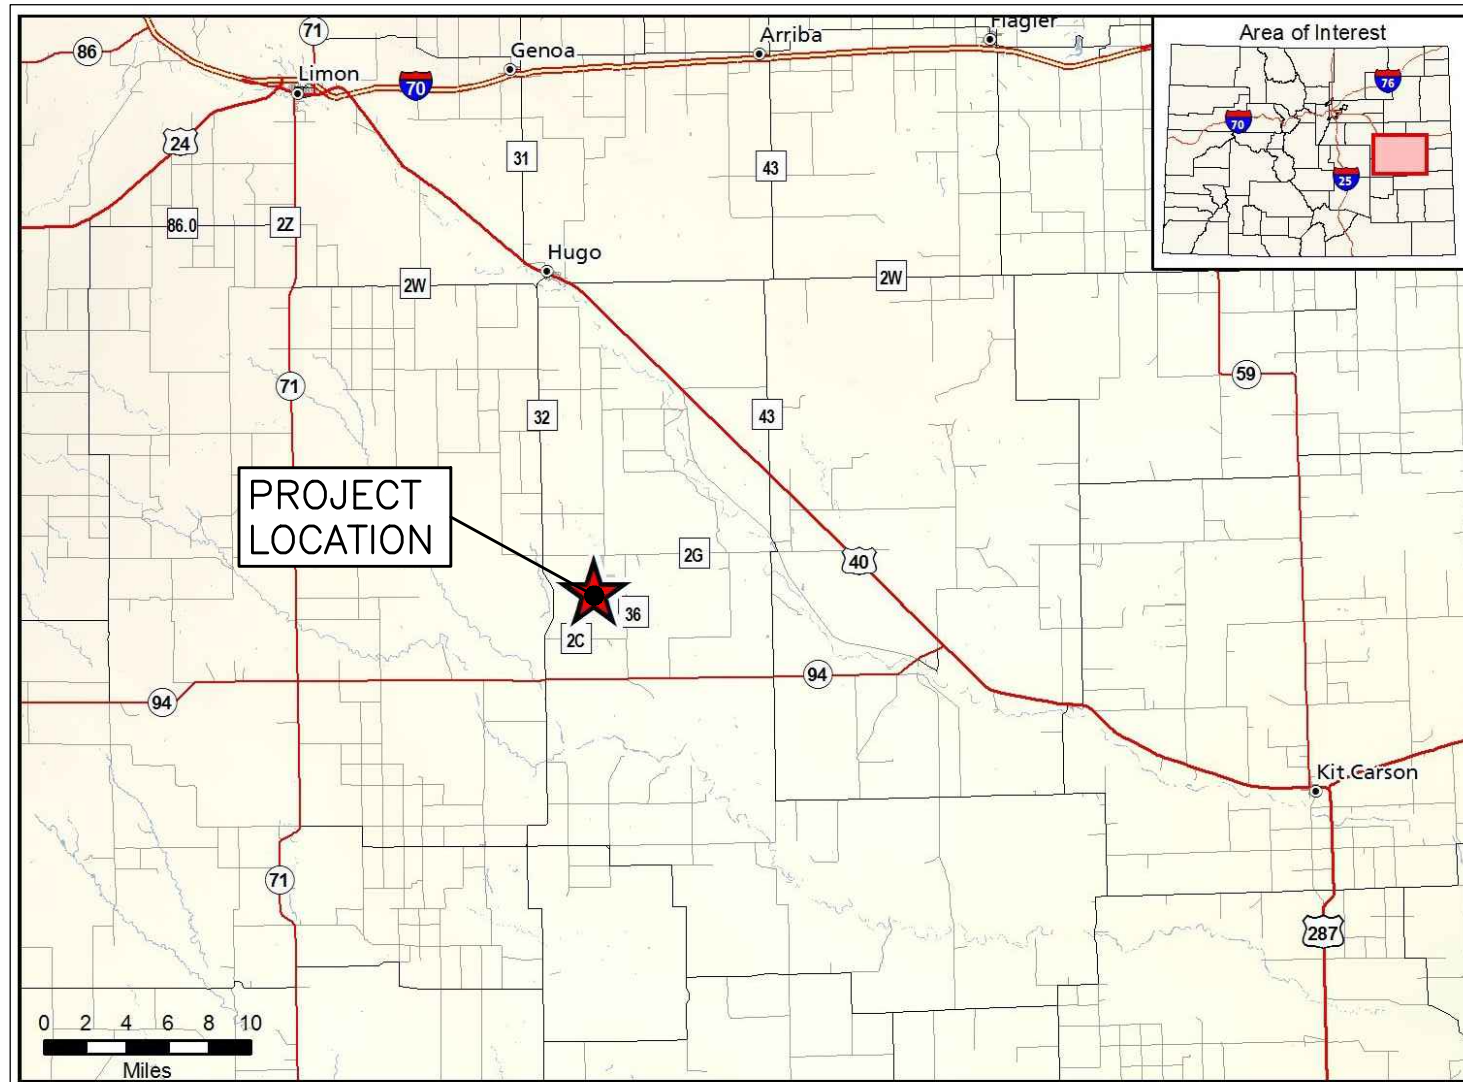 71
86
Limon
70
Genoa
Arriba
Flagler
Area of Interest
76
70
25
24
31
43
86.0
2Z
Hugo
2W
2W
71
32
43
59
PROJECT
LOCATION
2G
40
36
2C
94
94
Kit Carson
71
287
0 2 4 6 8 10
Miles